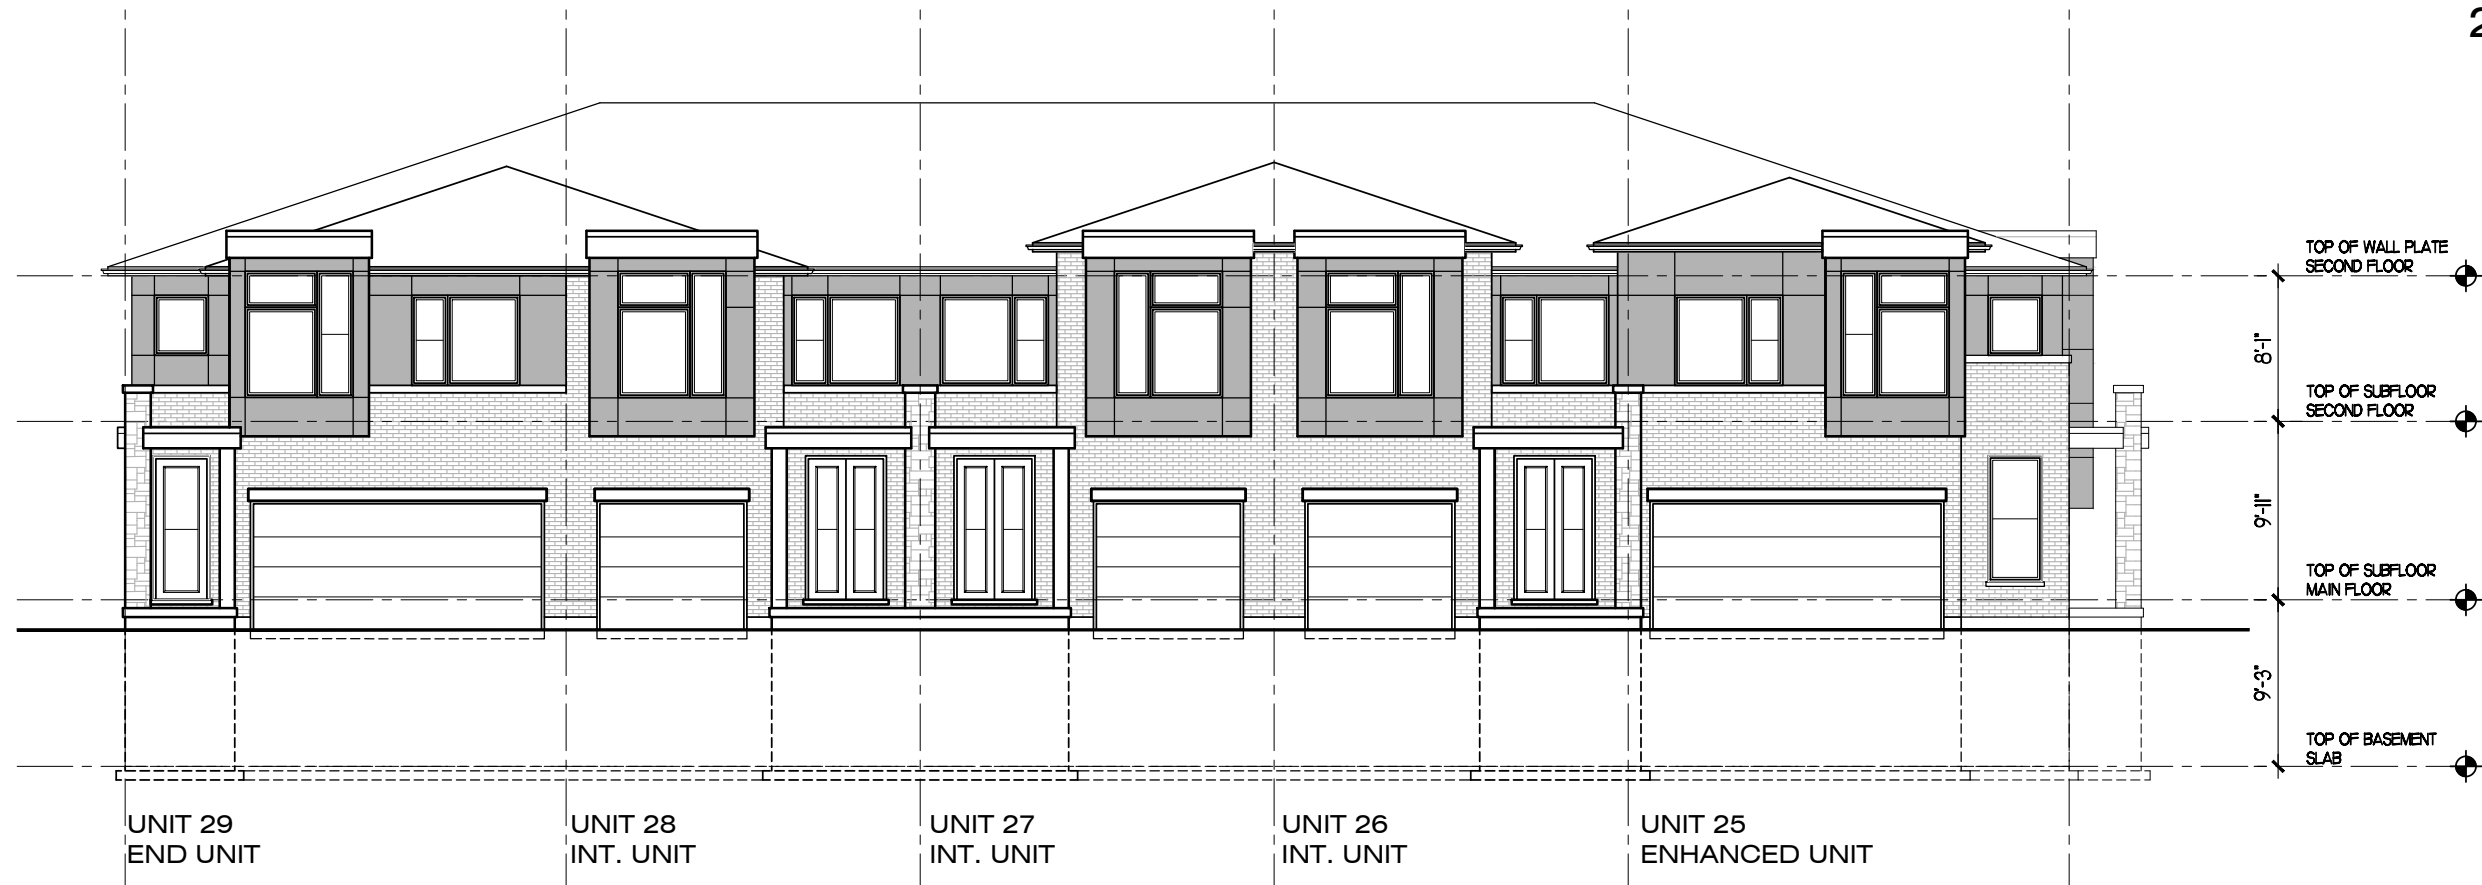 2
TOP OF WALL PLATE
SECOND FLOOR
8'-1"
TOP OF SUBFLOOR
SECOND FLOOR
9'-11"
TOP OF SUBFLOOR
MAIN FLOOR
9'-3"
TOP OF BASEMENT
SLAB
UNIT 29
END UNIT
UNIT 28
INT. UNIT
UNIT 27
INT. UNIT
UNIT 26
INT. UNIT
UNIT 25
ENHANCED UNIT